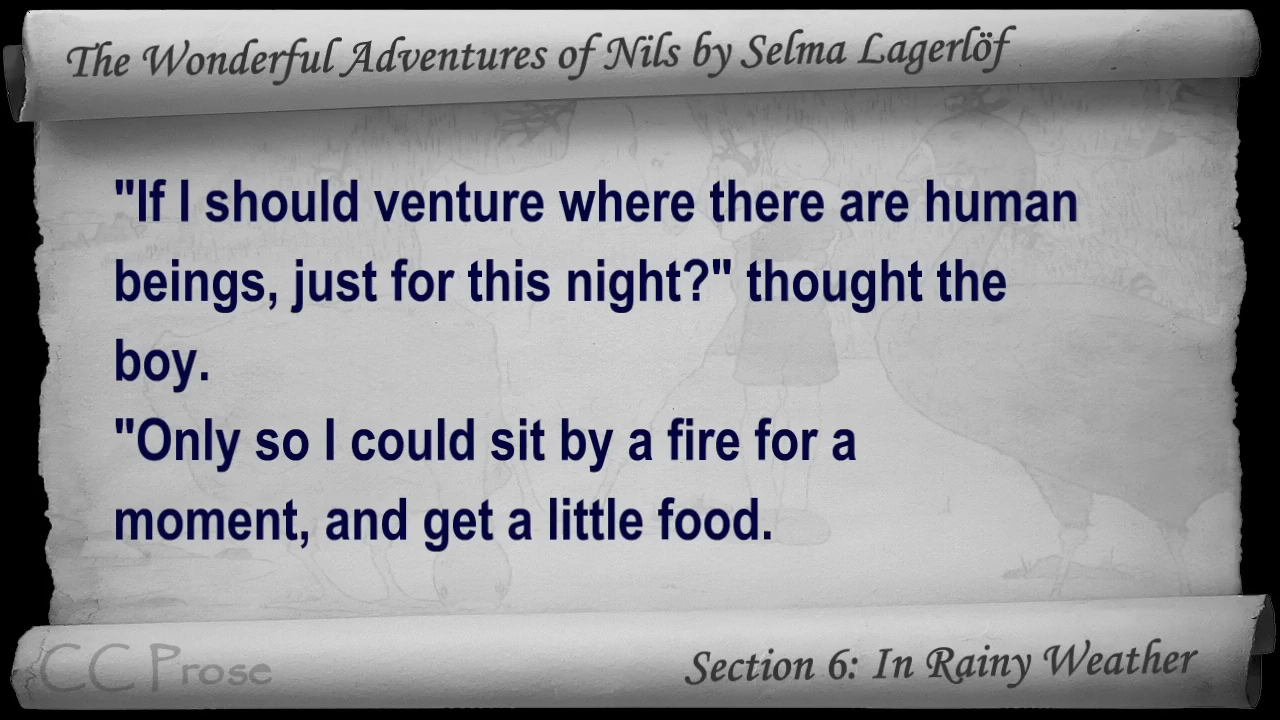 The Wonderful Adventures of Nils by Selma Lagerlöf
"If I should venture where there are human
beings, just for this night?" thought the
boy.
"Only so I could sit by a fire for a
moment, and get a little food.
CC Prose
Section 6: In Rainy Weather